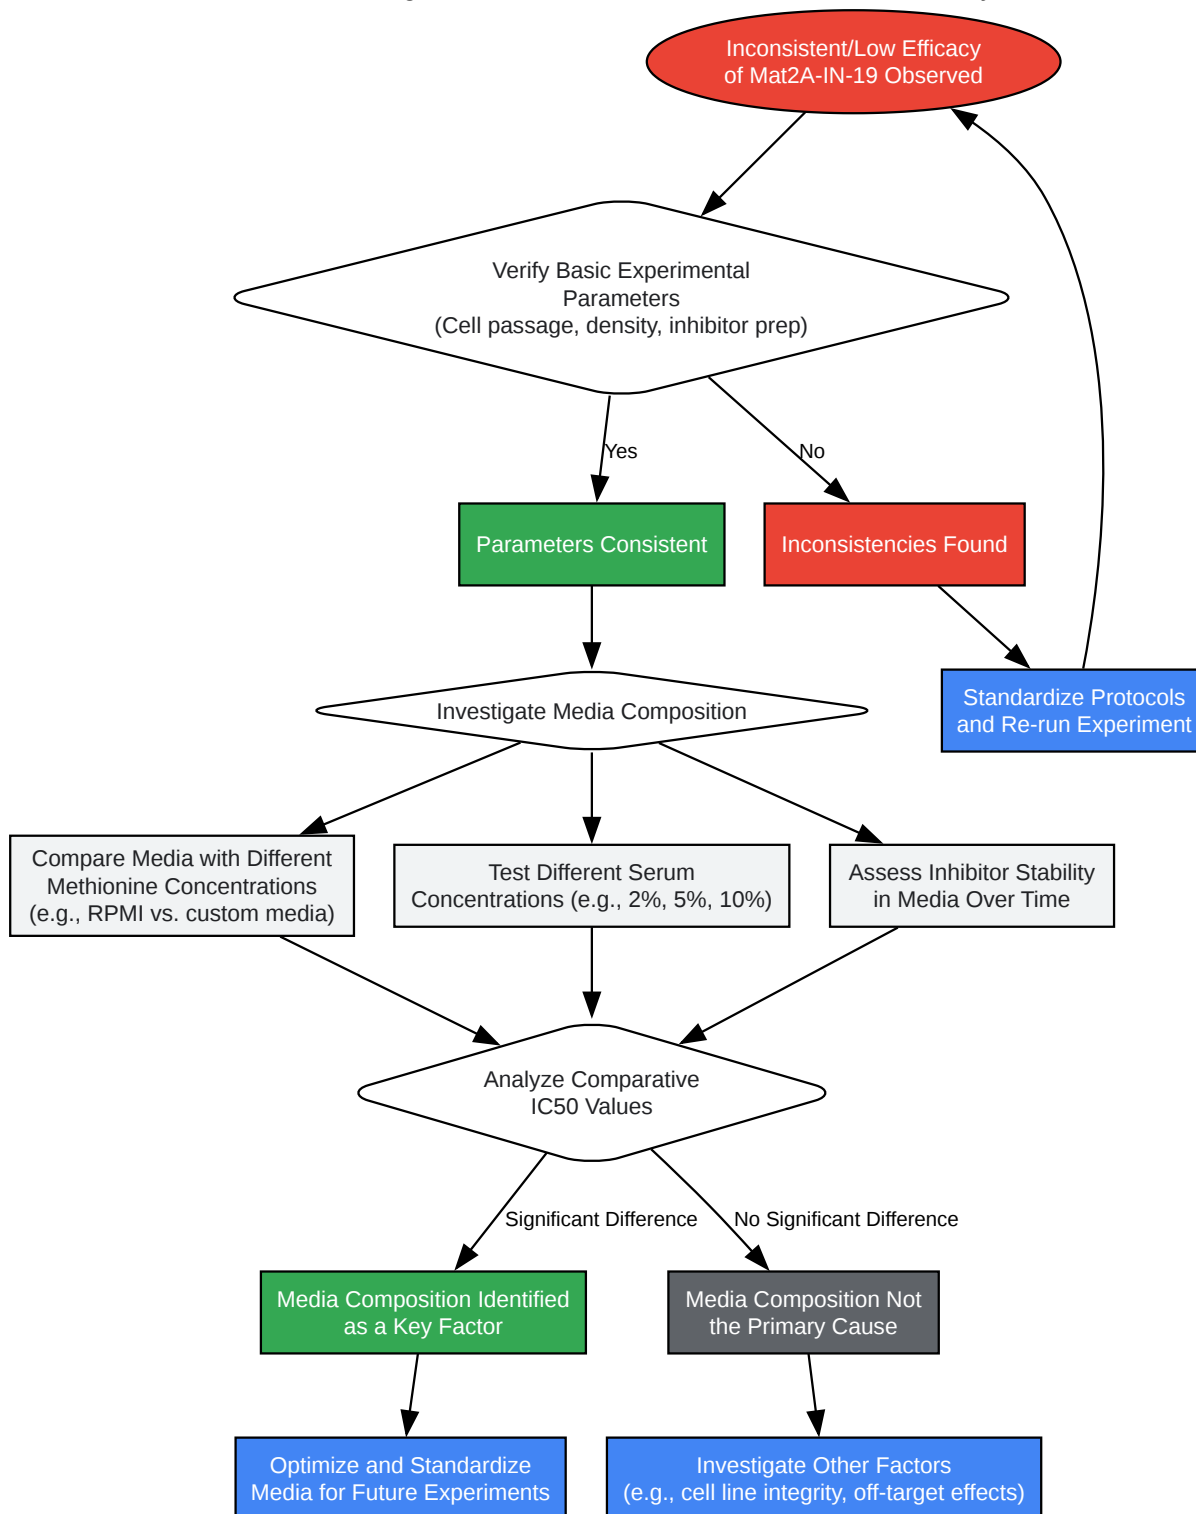 Inconsistent/Low Efficacy
of Mat2A-IN-19 Observed
Verify Basic Experimental
Parameters
(Cell passage, density, inhibitor prep)
Yes
No
Parameters Consistent
Inconsistencies Found
Standardize Protocols
and Re-run Experiment
Investigate Media Composition
Compare Media with Different
Methionine Concentrations
(e.g., RPMI vs. custom media)
Test Different Serum
Concentrations (e.g., 2%, 5%, 10%)
Assess Inhibitor Stability
in Media Over Time
Analyze Comparative
IC50 Values
Significant Difference
No Significant Difference
Media Composition Identified
as a Key Factor
Media Composition Not
the Primary Cause
Optimize and Standardize
Media for Future Experiments
Investigate Other Factors
(e.g., cell line integrity, off-target effects)